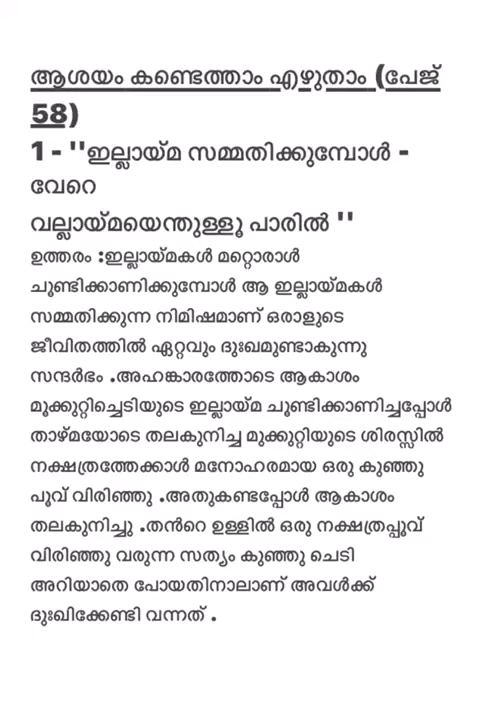 ആശയം കണ്ടെത്താം എഴുതാം (പേജ്
58)
1 - ''ഇല്ലായ്മ സമ്മതിക്കുമ്പോൾ -
വേറെ
വല്ലായ്മയെന്തുള്ളൂ പാരിൽ ''
ഉത്തരം :ഇല്ലായ്മകൾ മറ്റൊരാൾ
ചൂണ്ടിക്കാണിക്കുമ്പോൾ ആ ഇല്ലായ്മകൾ
സമ്മതിക്കുന്ന നിമിഷമാണ് ഒരാളുടെ
ജീവിതത്തിൽ ഏറ്റവും ദുഃഖമുണ്ടാകുന്നു
സന്ദർഭം .അഹങ്കാരത്തോടെ ആകാശം
മൂക്കുറ്റിച്ചെടിയുടെ ഇല്ലായ്മ ചൂണ്ടിക്കാണിച്ചപ്പോൾ
താഴ്മയോടെ തലകുനിച്ച മുക്കുറ്റിയുടെ ശിരസ്സിൽ
നക്ഷത്രത്തേക്കാൾ മനോഹരമായ ഒരു കുഞ്ഞു
പൂവ് വിരിഞ്ഞു .അതുകണ്ടപ്പോൾ ആകാശം
തലകുനിച്ചു .തൻറെ ഉള്ളിൽ ഒരു നക്ഷത്രപ്പൂവ്
വിരിഞ്ഞു വരുന്ന സത്യം കുഞ്ഞു ചെടി
അറിയാതെ പോയതിനാലാണ് അവൾക്ക്
ദുഃഖിക്കേണ്ടി വന്നത് .